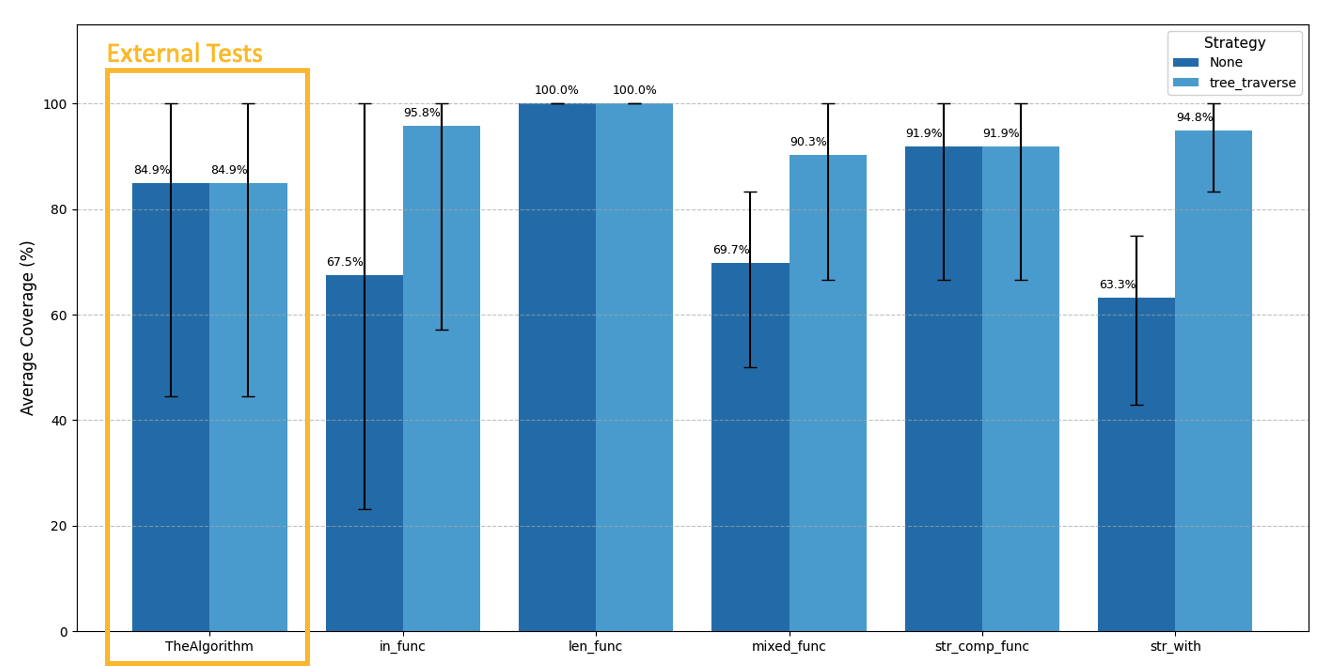 External Tests
Strategy
None
tree_traverse
Average Coverage (%)
100
80
60
40
20
0
84.9%
84.9%
67.5%
95.8%
100.0%
100.0%
69.7%
90.3%
91.9%
91.9%
63.3%
94.8%
TheAlgorithm
in_func
len_func
mixed_func
str_comp_func
str_with